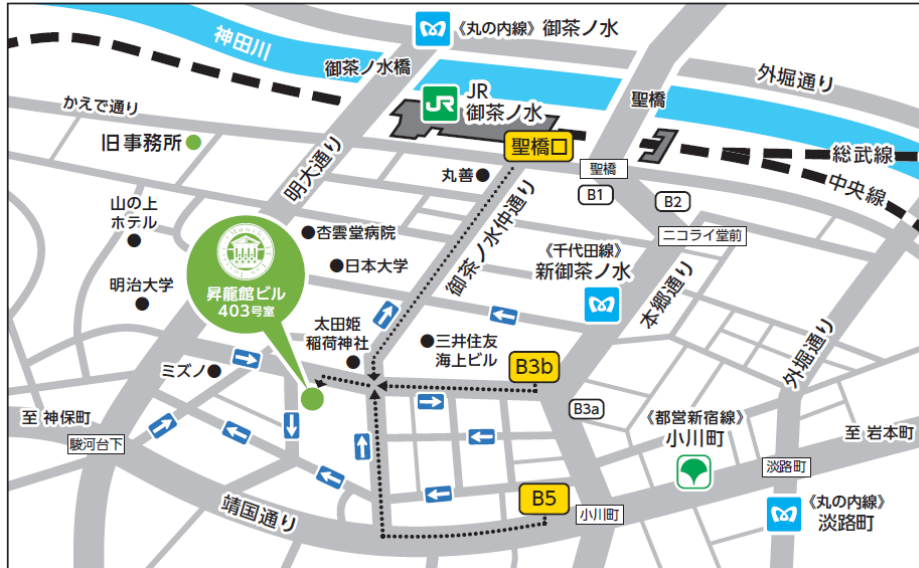 神田川
《丸の内線》御茶ノ水
御茶ノ水橋
外堀通り
かえで通り
JR
JR
御茶ノ水
聖橋
旧事務所
明大通り
聖橋口
総武線
中央線
丸善
聖橋
B1
B2
ニコライ堂前
山の上
ホテル
杏雲堂病院
日本大学
御茶ノ水仲通り
《千代田線》
新御茶ノ水
本郷通り
外堀通り
明治大学
昇龍館ビル
403号室
太田姫
稲荷神社
三井住友
海上ビル
B3b
ミズノ
B3a
至 神保町
駿河台下
《都営新宿線》
小川町
至 岩本町
淡路町
靖国通り
B5
小川町
《丸の内線》
淡路町